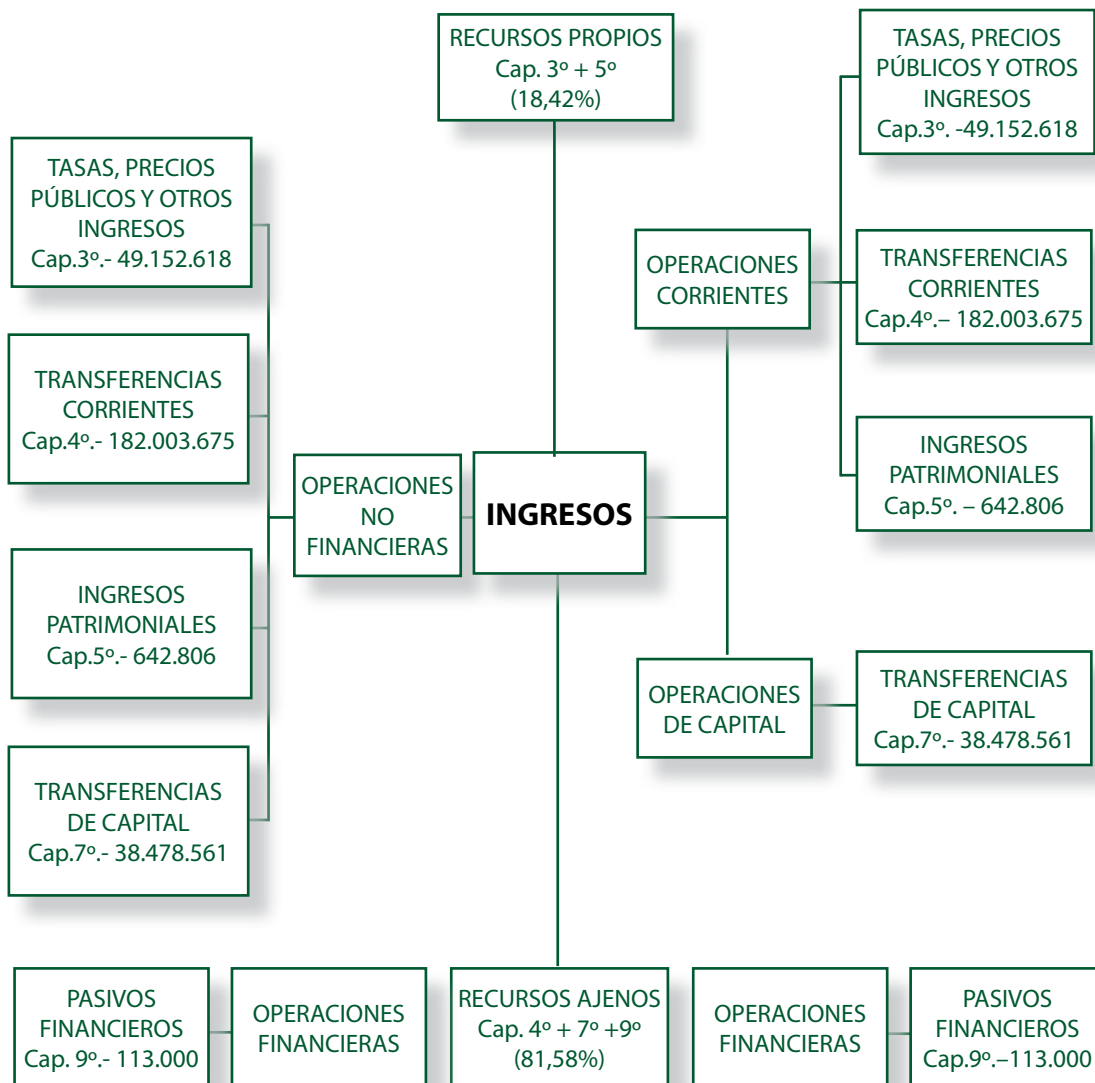 RECURSOS PROPIOS
Cap. 3º + 5º
(18,42%)
TASAS, PRECIOS
PÚBLICOS Y OTROS
INGRESOS
Cap.3º. -49.152.618
TASAS, PRECIOS
PÚBLICOS Y OTROS
INGRESOS
Cap.3º.- 49.152.618
OPERACIONES
CORRIENTES
TRANSFERENCIAS
CORRIENTES
Cap.4º.– 182.003.675
TRANSFERENCIAS
CORRIENTES
Cap.4º.- 182.003.675
INGRESOS
PATRIMONIALES
Cap.5º. – 642.806
OPERACIONES
NO
FINANCIERAS
INGRESOS
INGRESOS
PATRIMONIALES
Cap.5º.- 642.806
OPERACIONES
DE CAPITAL
TRANSFERENCIAS
DE CAPITAL
Cap.7º.- 38.478.561
TRANSFERENCIAS
DE CAPITAL
Cap.7º.- 38.478.561
PASIVOS
FINANCIEROS
Cap. 9º.- 113.000
OPERACIONES
FINANCIERAS
RECURSOS AJENOS
Cap. 4º + 7º +9º
(81,58%)
OPERACIONES
FINANCIERAS
PASIVOS
FINANCIEROS
Cap.9º.–113.000